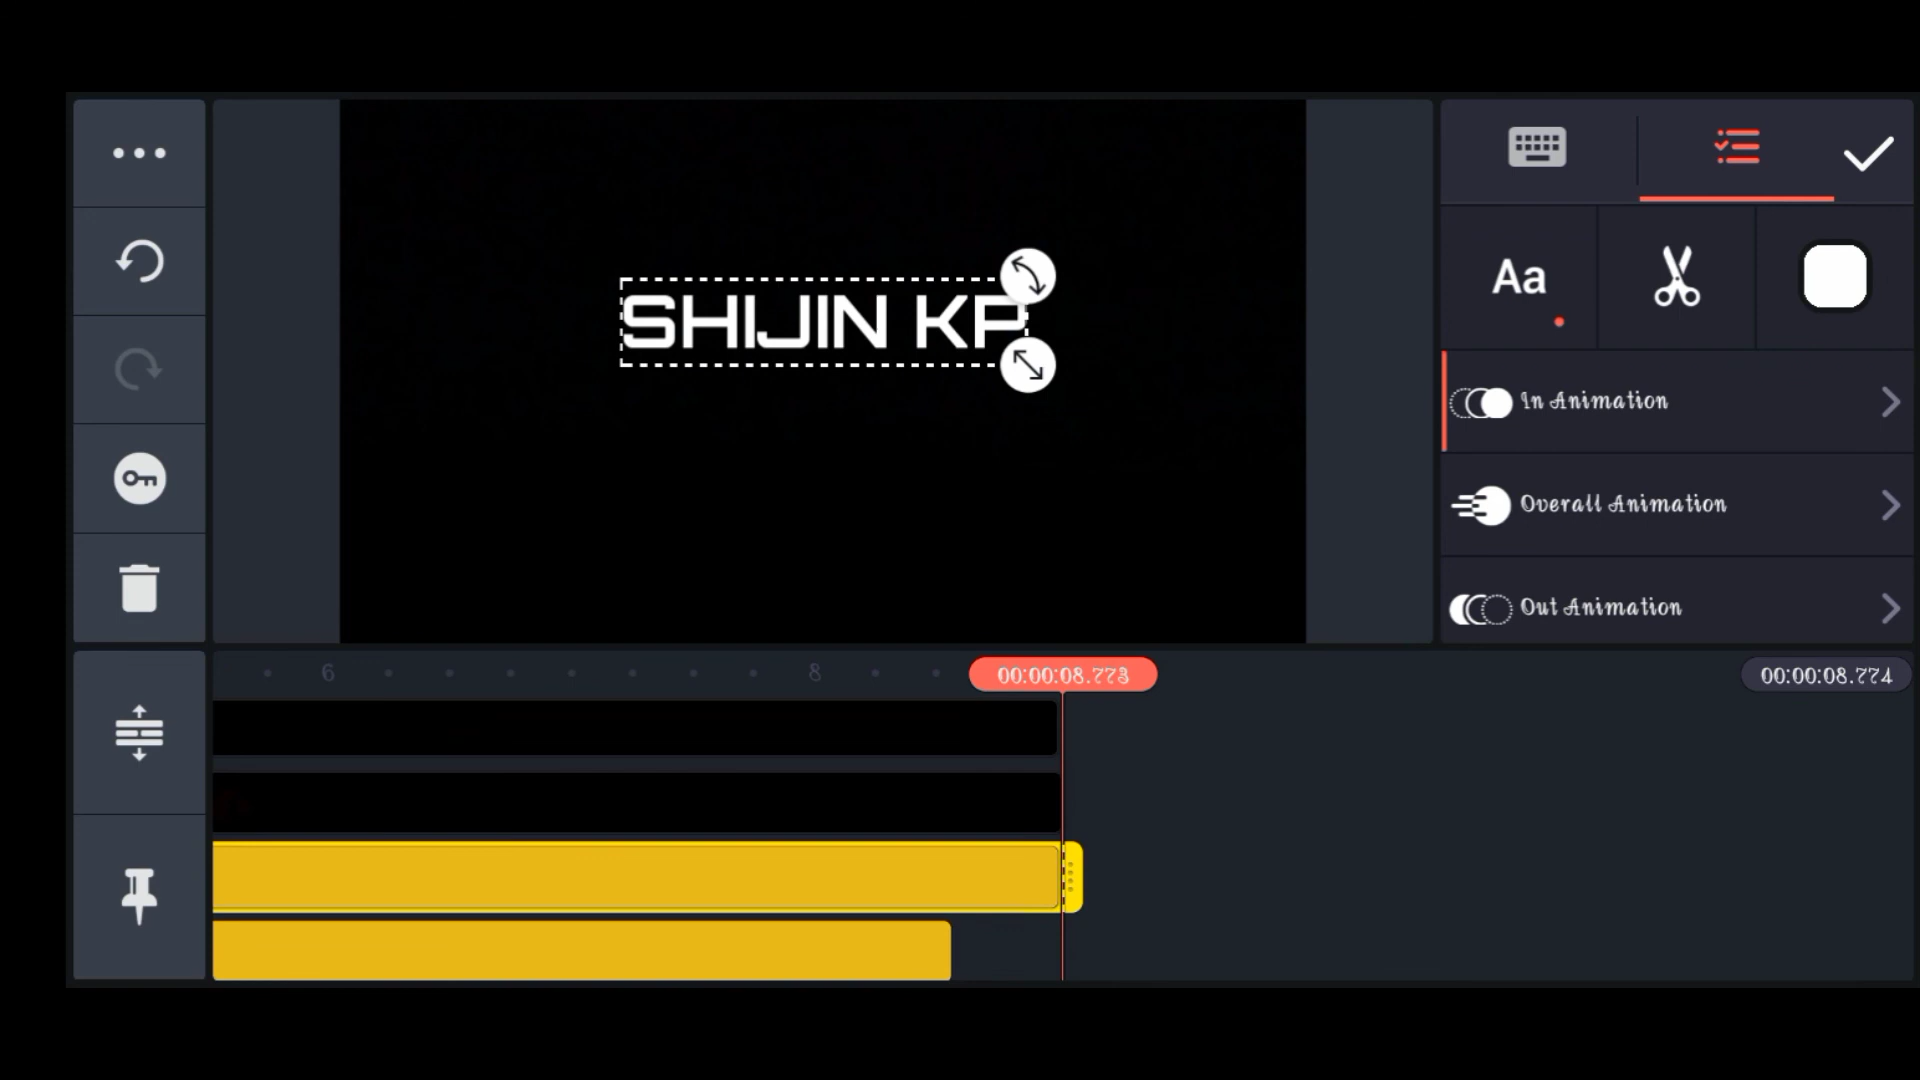 SHIJIN KP
Aa
In Animation
Overall Animation
Out Animation
6
8
00:00:08.773
00:00:08.774